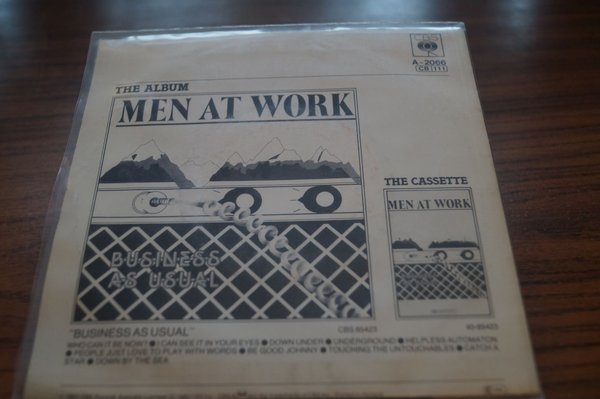 CBS
A-2066
CB 111
THE ALBUM
MEN AT WORK
BUSINESS
AS USUAL
THE CASSETTE
MEN AT WORK
"BUSINESS AS USUAL"
CBS 85423
40-85423
WHO CAN IT BE NOW? ● I CAN SEE IT IN YOUR EYES ● DOWN UNDER ● UNDERGROUND ● HELPLESS AUTOMATON
● PEOPLE JUST LOVE TO PLAY WITH WORDS ● BE GOOD JOHNNY ● TOUCHING THE UNTOUCHABLES ● CATCH A
STAR ● DOWN BY THE SEA